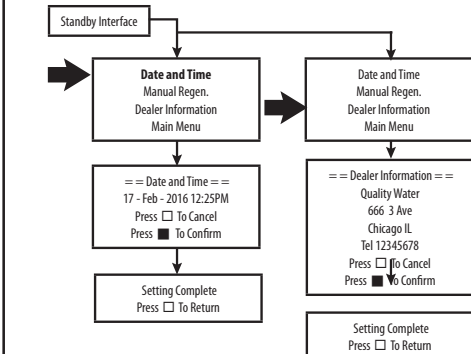 Standby Interface
Date and Time
Manual Regen.
Dealer Information
Main Menu
= = Date and Time = =
17 - Feb - 2016 12:25PM
Press □ To Cancel
Press ■ To Confirm
Setting Complete
Press □ To Return
Date and Time
Manual Regen.
Dealer Information
Main Menu
= = Dealer Information = =
Quality Water
666 3 Ave
Chicago IL
Tel 12345678
Press □ To Cancel
Press ■ To Confirm
Setting Complete
Press □ To Return